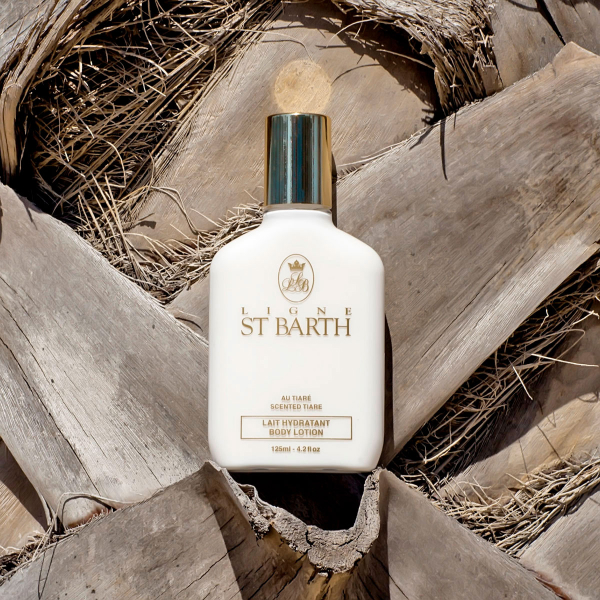 LIGNE
ST BARTH
AU TIARÉ
SCENTED TIARE
LAIT HYDRATANT
BODY LOTION
125ml - 4.2 fl oz